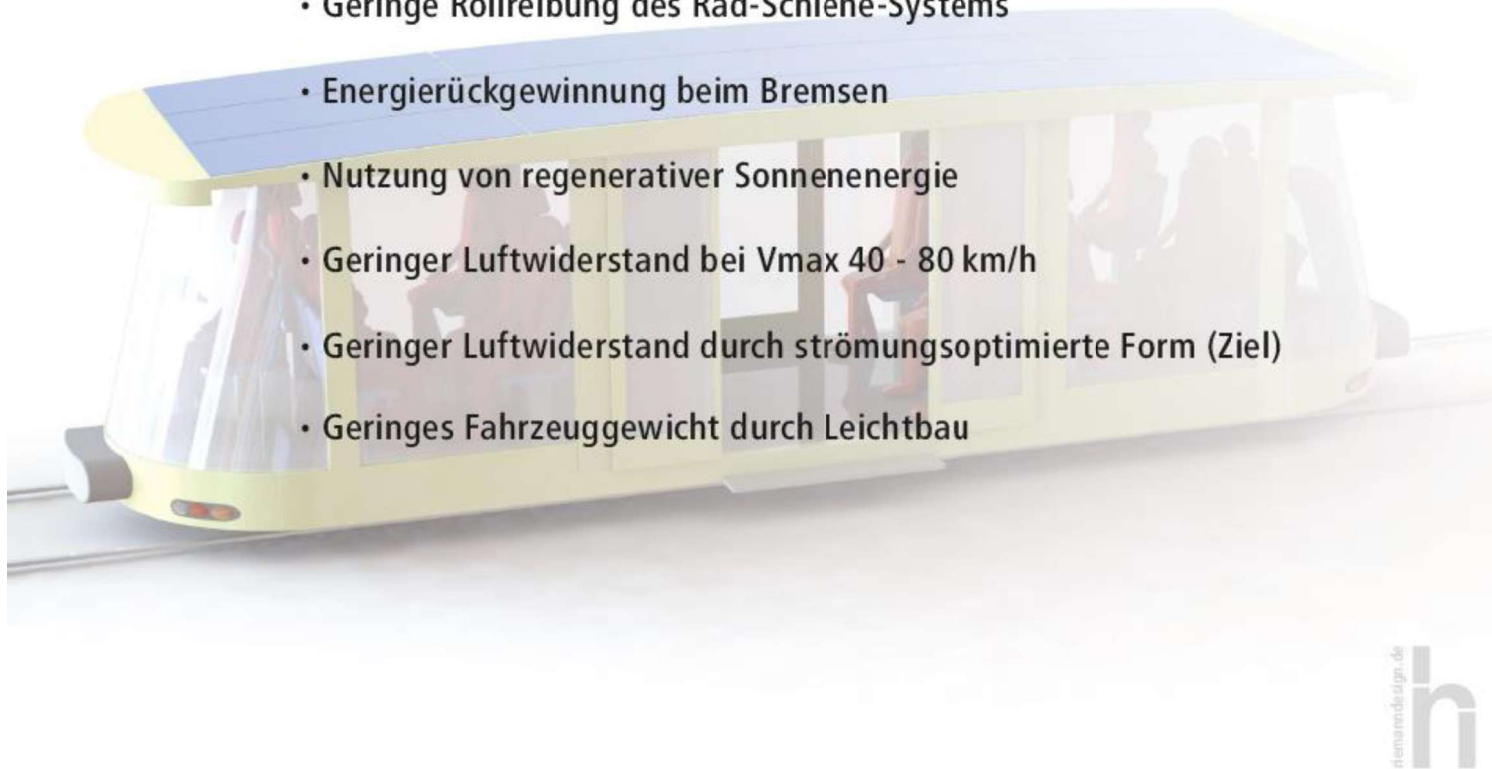 · Geringe Rollreibung des Rad-Schiene-Systems
· Energierückgewinnung beim Bremsen
· Nutzung von regenerativer Sonnenenergie
· Geringer Luftwiderstand bei Vmax 40 - 80 km/h
· Geringer Luftwiderstand durch strömungsoptimierte Form (Ziel)
· Geringes Fahrzeuggewicht durch Leichtbau
riemanndesign.de
h